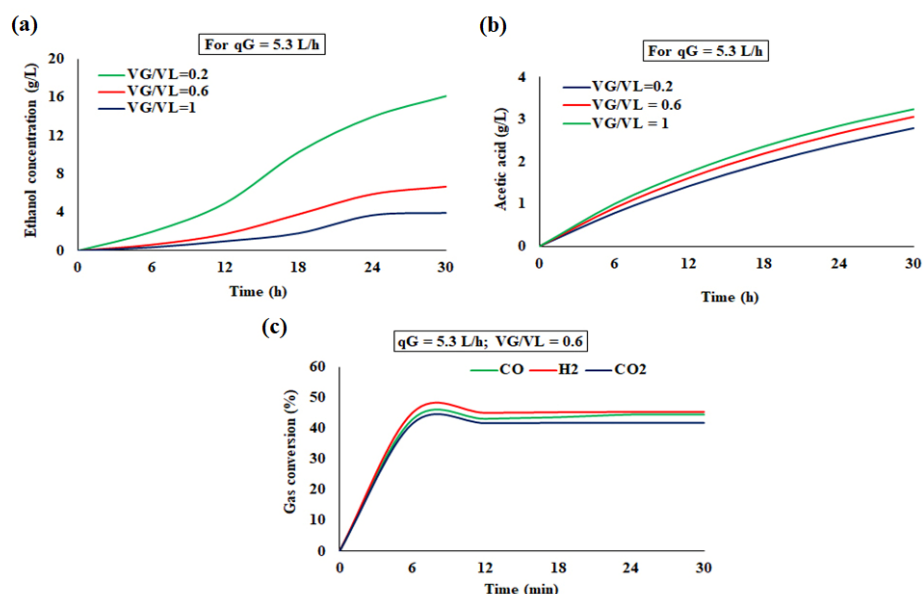 (a)
For qG = 5.3 L/h
VG/VL=0.2
VG/VL=0.6
VG/VL=1
Ethanol concentration (g/L)
20
16
12
8
4
0
0 6 12 18 24 30
Time (h)
(b)
For qG = 5.3 L/h
VG/VL=0.2
VG/VL = 0.6
VG/VL = 1
Acetic acid (g/L)
4
3
2
1
0
0 6 12 18 24 30
Time (h)
(c)
qG = 5.3 L/h; VG/VL = 0.6
CO H2 CO2
Gas conversion (%)
60
50
40
30
20
10
0
0 6 12 18 24 30
Time (min)